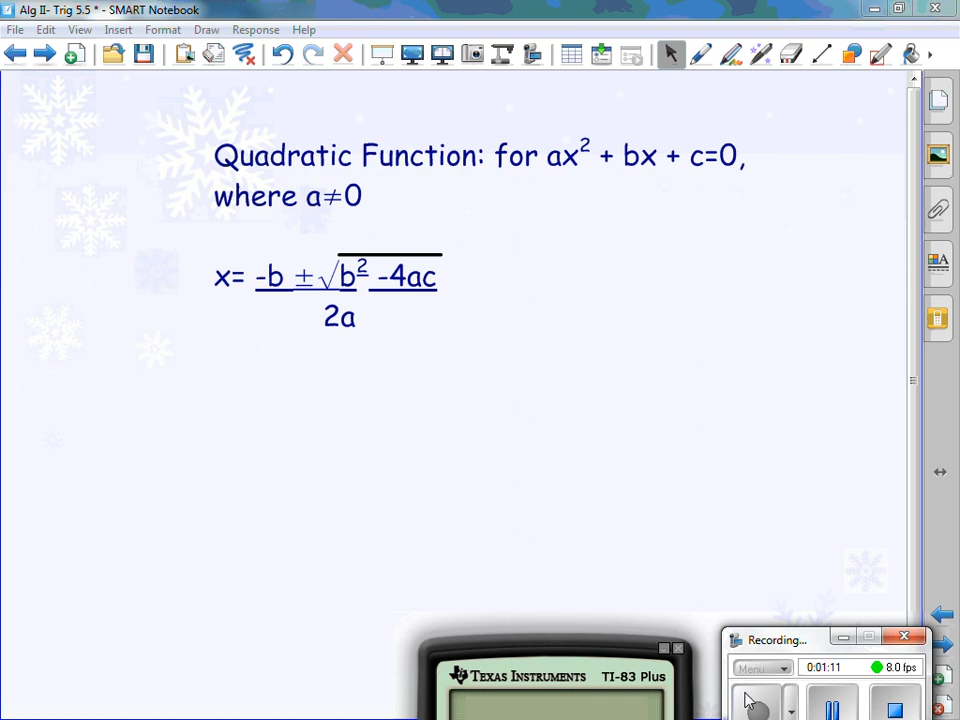 Alg II- Trig 5.5 * - SMART Notebook
File Edit View Insert Format Draw Response Help
Quadratic Function: for ax² + bx + c=0,
where a≠0
x= -b ±√b² -4ac
2a
Recording...
Menu 0:01:11 8.0 fps
TEXAS INSTRUMENTS TI-83 Plus